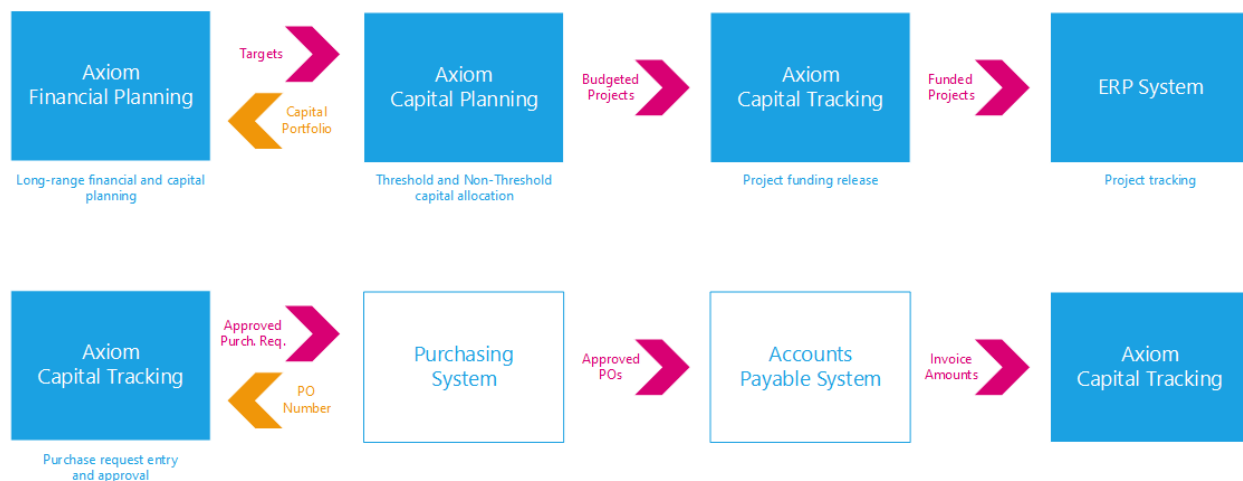 Axiom
Financial Planning
Targets
Capital
Portfolio
Axiom
Capital Planning
Budgeted
Projects
Axiom
Capital Tracking
Funded
Projects
ERP System
Long-range financial and capital
planning
Threshold and Non-Threshold
capital allocation
Project funding release
Project tracking
Axiom
Capital Tracking
Approved
Purch. Req.
PO
Number
Purchasing
System
Approved
POs
Accounts
Payable System
Invoice
Amounts
Axiom
Capital Tracking
Purchase request entry
and approval